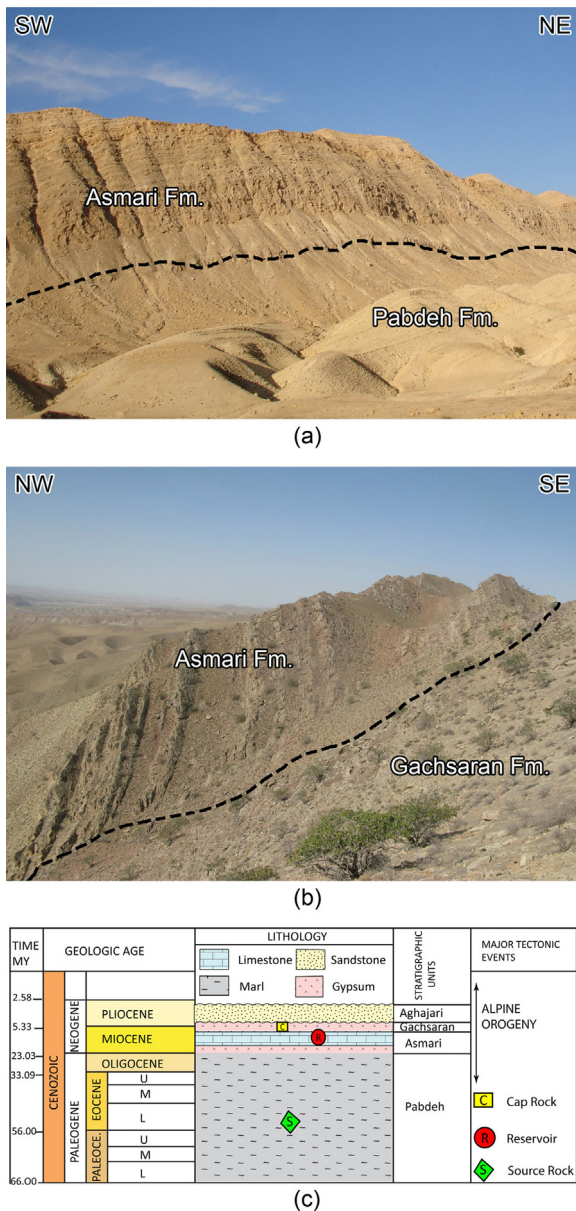 SW
NE
Asmari Fm.
Pabdeh Fm.
(a)
NW
SE
Asmari Fm.
Gachsaran Fm.
(b)
TIME MY
GEOLOGIC AGE
LITHOLOGY
STRATIGRAPHIC UNITS
MAJOR TECTONIC EVENTS
Limestone
Sandstone
Marl
Gypsum
2.58
5.33
23.03
33.09
56.00
66.00
CENOZOIC
NEOGENE
PALEOGENE
PLIOCENE
MIOCENE
OLIGOCENE
EOCENE
U
M
L
PALEOCE.
U
M
L
C
R
S
Aghajari
Gachsaran
Asmari
Pabdeh
ALPINE OROGENY
C Cap Rock
R Reservoir
S Source Rock
(c)